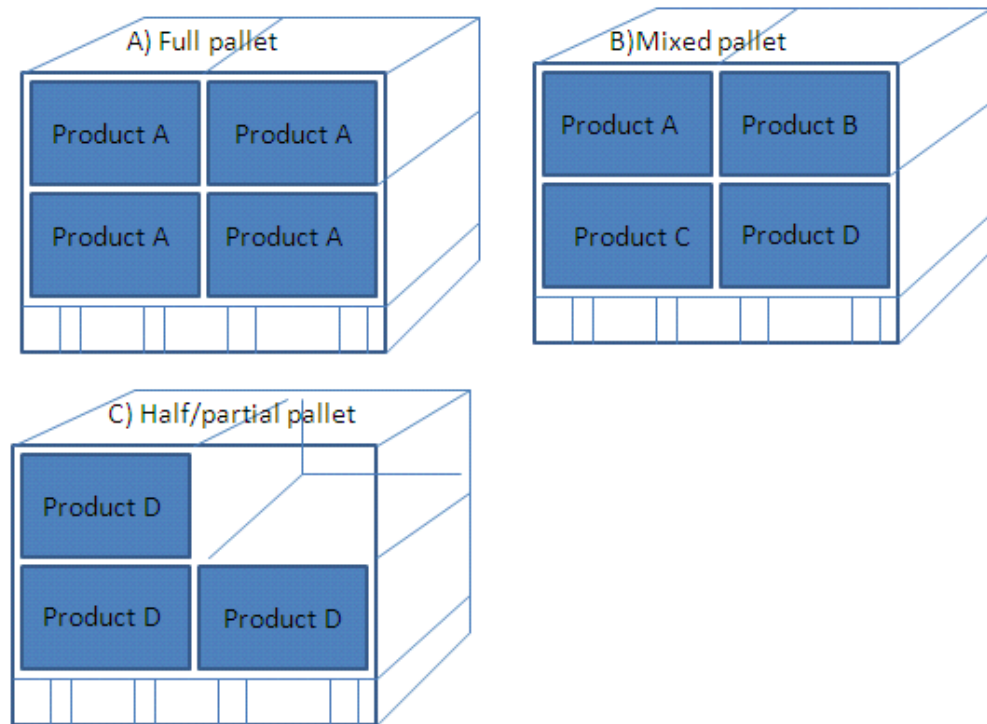 A) Full pallet
Product A
Product A
Product A
Product A
B)Mixed pallet
Product A
Product B
Product C
Product D
C) Half/partial pallet
Product D
Product D
Product D